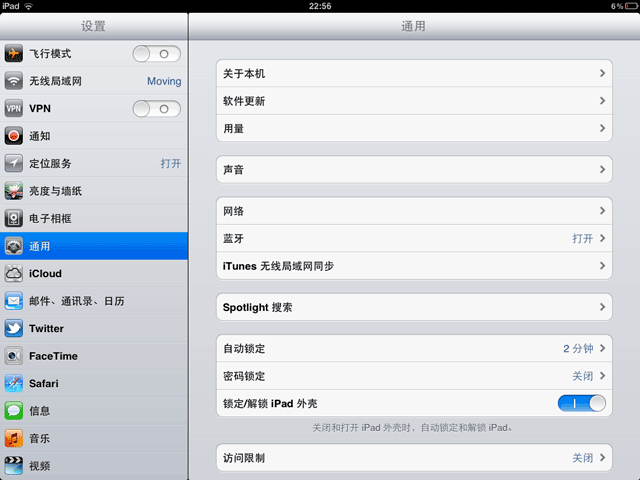 iPad 22:56 6%
设置
飞行模式
无线局域网 Moving
VPN VPN
通知
定位服务 打开
亮度与墙纸
电子相框
通用
iCloud
邮件、通讯录、日历
Twitter
FaceTime
Safari
信息
音乐
视频
通用
关于本机
软件更新
用量
声音
网络
蓝牙 打开
iTunes 无线局域网同步
Spotlight 搜索
自动锁定 2 分钟
密码锁定 关闭
锁定/解锁 iPad 外壳
关闭和打开 iPad 外壳时，自动锁定和解锁 iPad。
访问限制 关闭